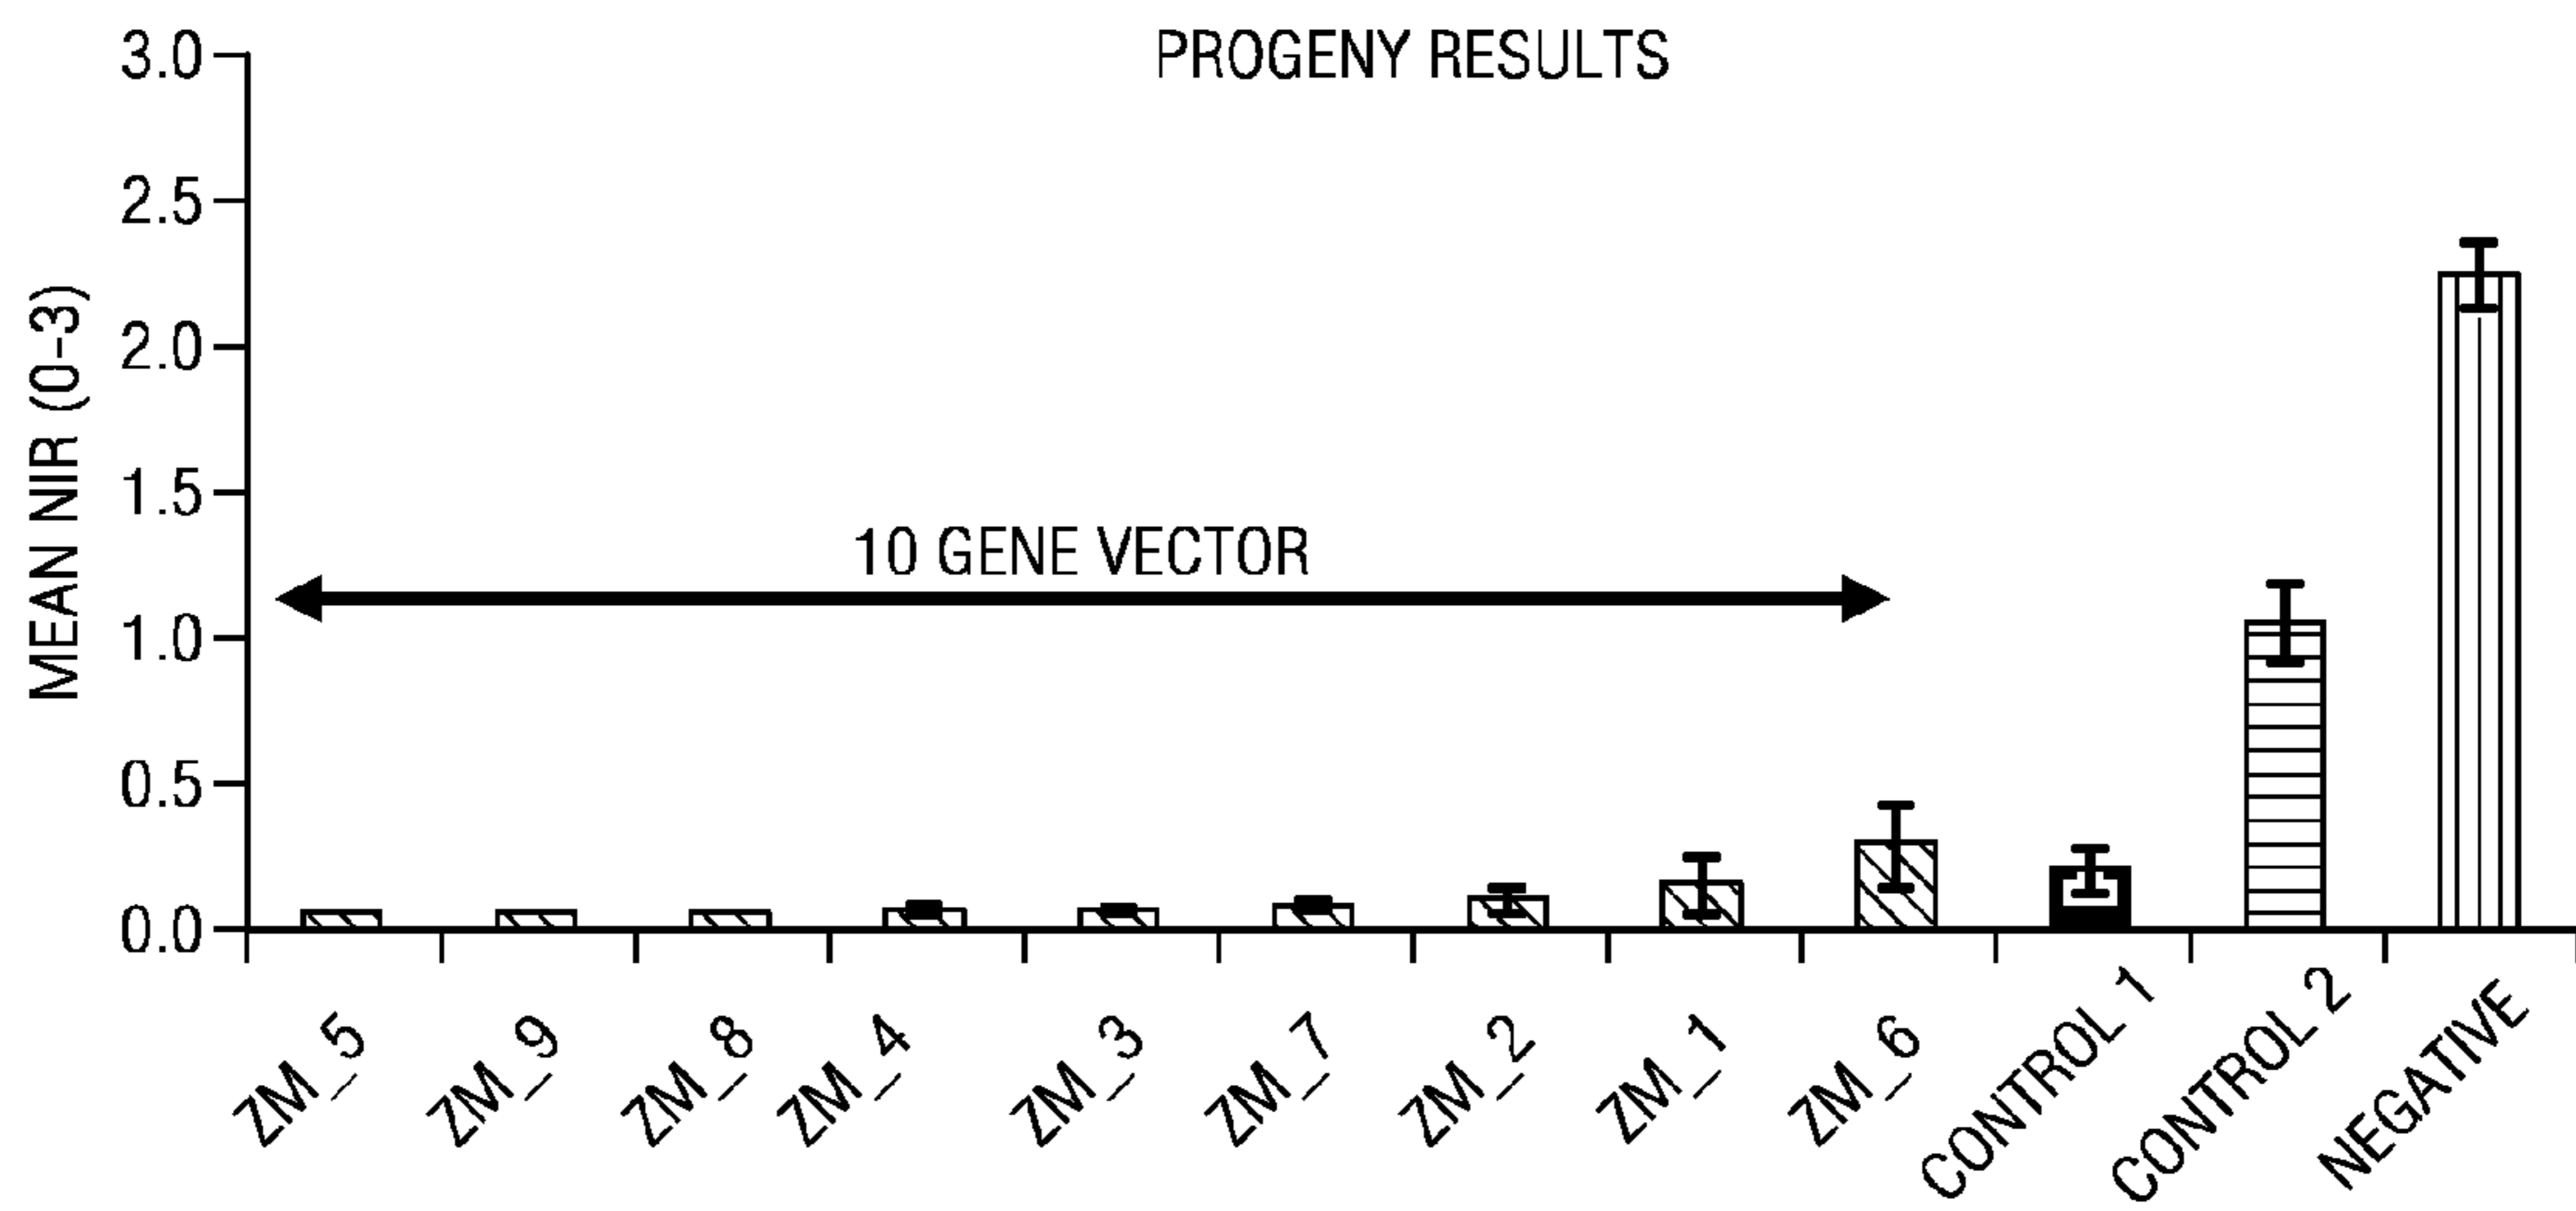 PROGENY RESULTS
MEAN NIR (0-3)
3.0
2.5
2.0
1.5
1.0
0.5
0.0
10 GENE VECTOR
ZM_5
ZM_9
ZM_8
ZM_4
ZM_3
ZM_7
ZM_2
ZM_1
ZM_6
CONTROL 1
CONTROL 2
NEGATIVE